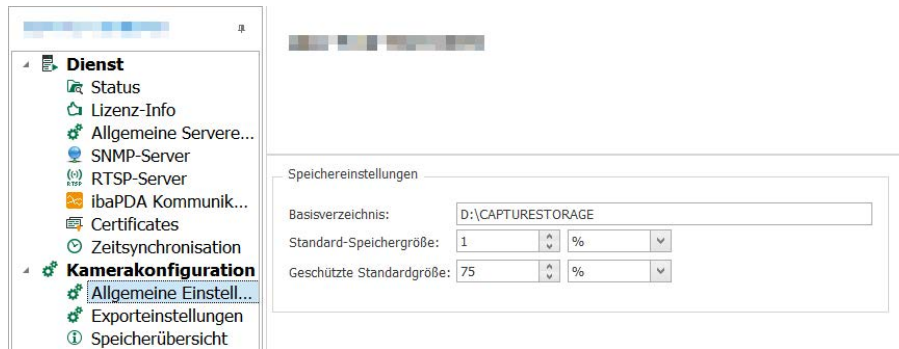 Dienst
Status
Lizenz-Info
Allgemeine Servere...
SNMP-Server
RTSP-Server
ibaPDA Kommunik...
Certificates
Zeitsynchronisation
Kamerakonfiguration
Allgemeine Einstell...
Exporteinstellungen
Speicherübersicht
Speichereinstellungen
Basisverzeichnis: D:\CAPTURESTORAGE
Standard-Speichergröße: 1 %
Geschützte Standardgröße: 75 %